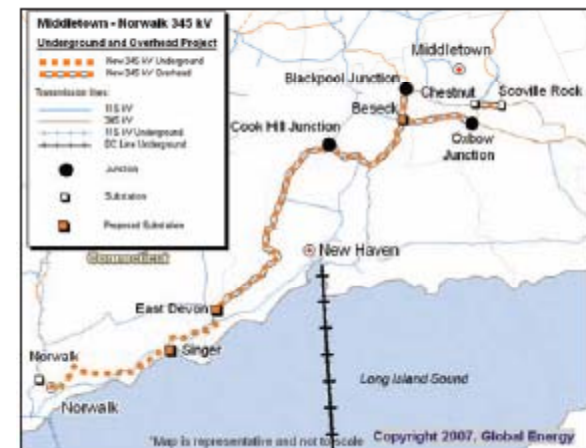 Middletown - Norwalk 345 kV
Underground and Overhead Project
New 345 kV Underground
New 345 kV Overhead
Transmission lines:
115 kV
345 kV
115 kV Underground
DC Line Underground
Junction
Substation
Proposed Substation
Middletown
Blackpool Junction
Chestnut
Scoville Rock
Beseck
Cook Hill Junction
Oxbow
Junction
New Haven
Connecticut
East Devon
Singer
Norwalk
Norwalk
Long Island Sound
*Map is representative and not to scale
Copyright 2007, Global Energy